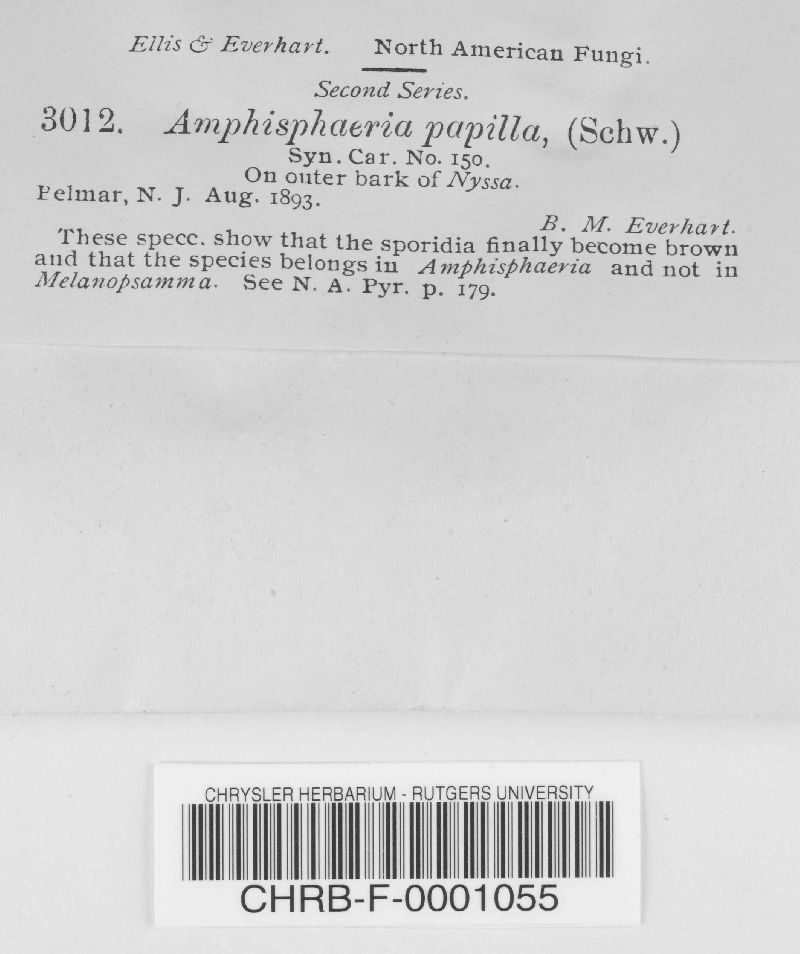 Ellis & Everhart. North American Fungi.
Second Series.
3012. Amphisphaeria papilla, (Schw.)
Syn. Car. No. 150.
On outer bark of Nyssa.
Pelmar, N. J. Aug. 1893.
B. M. Everhart.
These specc. show that the sporidia finally become brown
and that the species belongs in Amphisphaeria and not in
Melanopsamma. See N. A. Pyr. p. 179.
CHRYSLER HERBARIUM - RUTGERS UNIVERSITY
CHRB-F-0001055